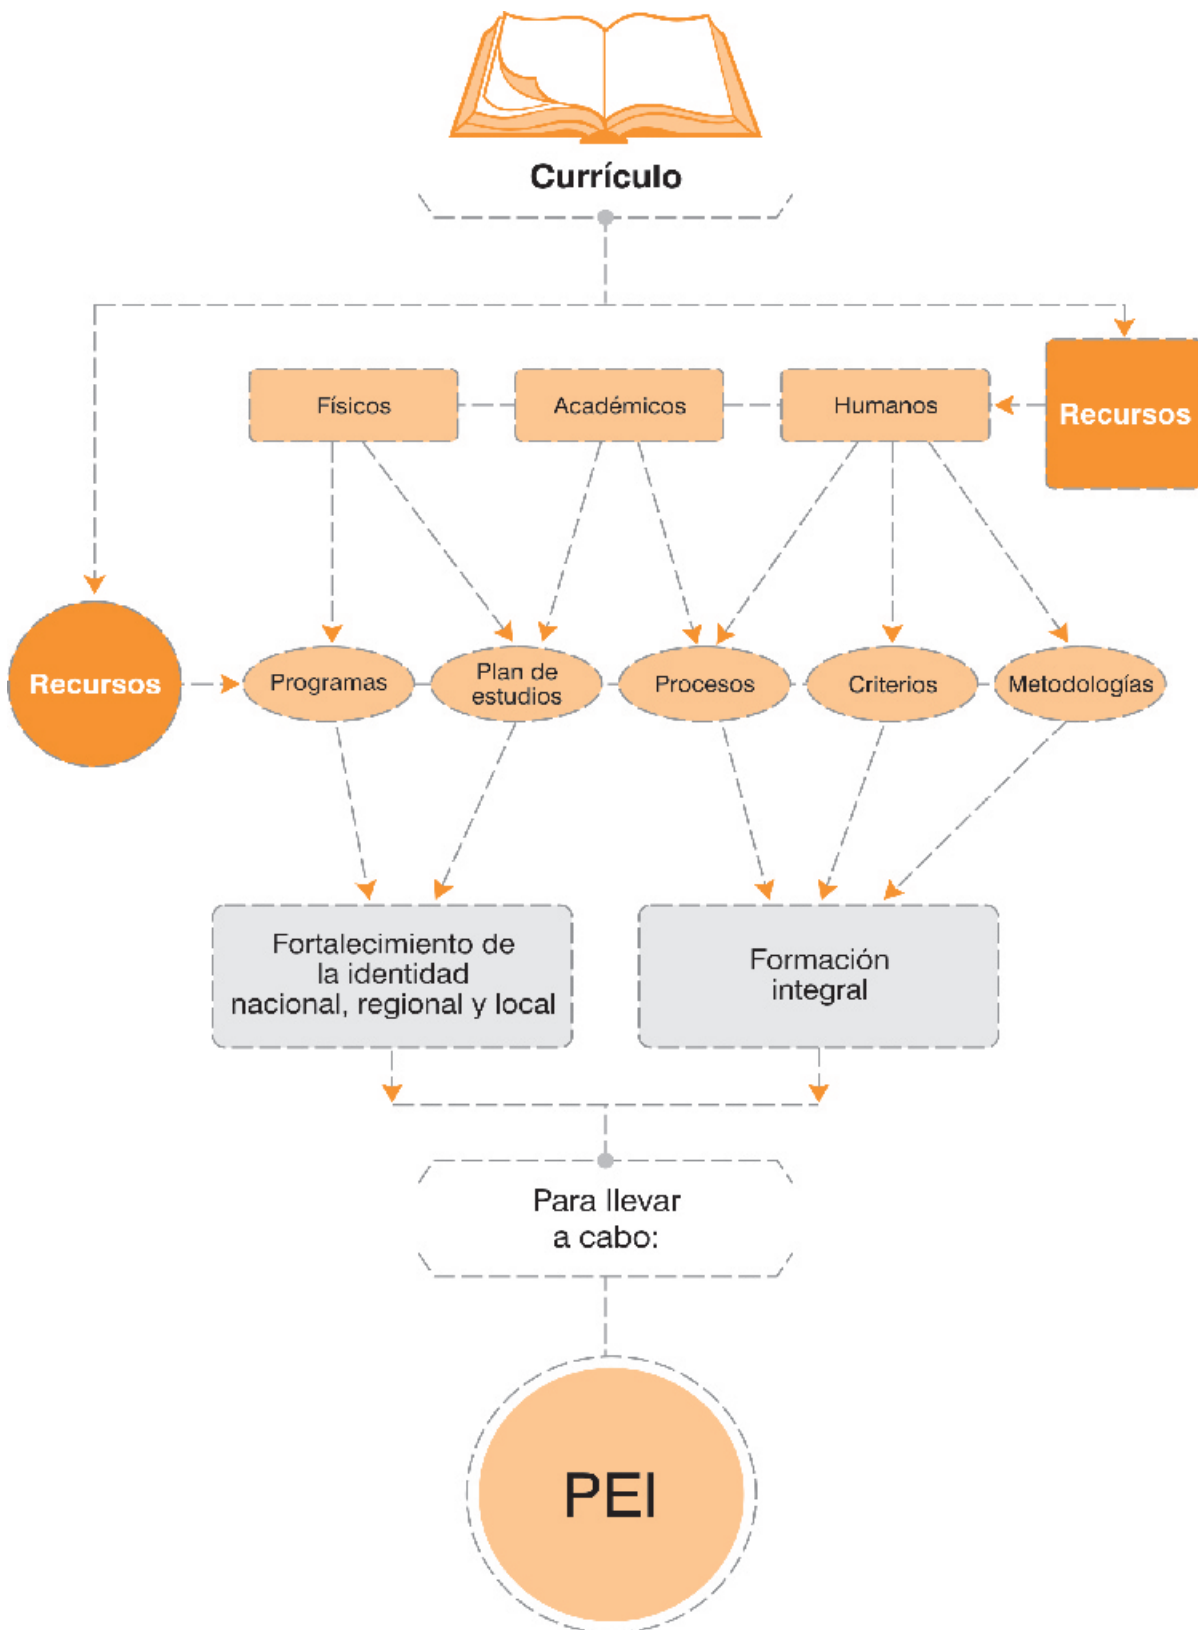 Currículo
Físicos
Académicos
Humanos
Recursos
Recursos
Programas
Plan de
estudios
Procesos
Criterios
Metodologías
Fortalecimiento de
la identidad
nacional, regional y local
Formación
integral
Para llevar
a cabo:
PEI